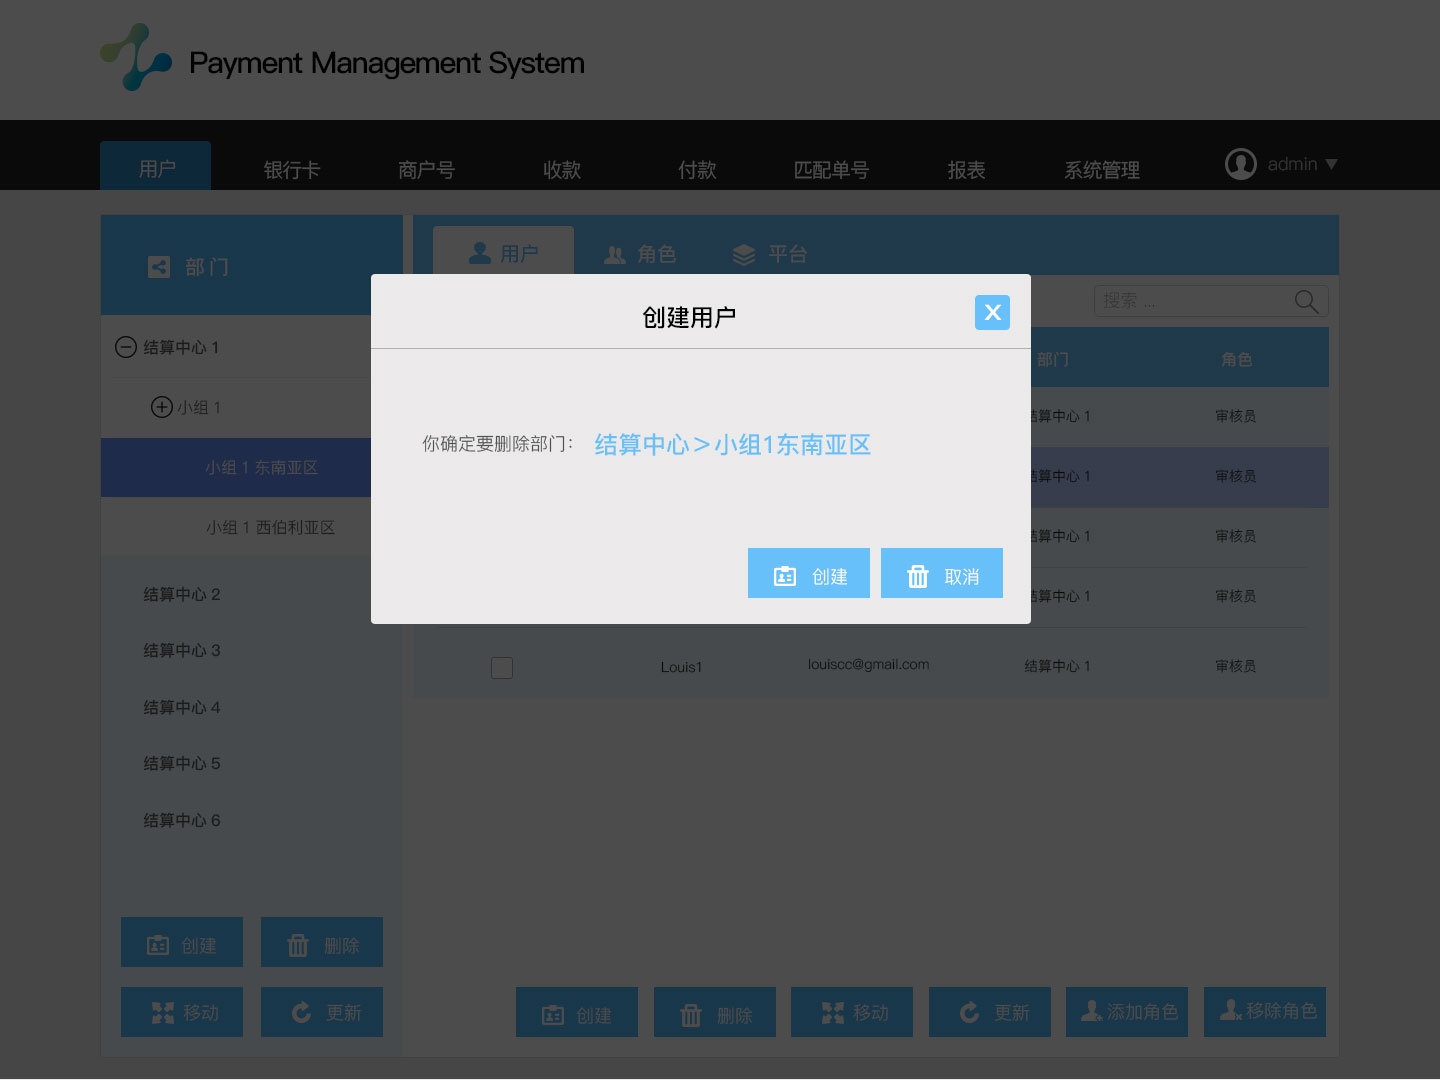 Payment Management System
用户 银行卡 商户号 收款 付款 匹配单号 报表 系统管理 admin
部门
用户 角色 平台
搜索 ...
创建用户 X
部门 角色
结算中心 1
小组 1
小组 1 东南亚区
小组 1 西伯利亚区
结算中心 2
结算中心 3
结算中心 4
结算中心 5
结算中心 6
你确定要删除部门： 结算中心＞小组1东南亚区
创建 取消
结算中心 1 审核员
结算中心 1 审核员
结算中心 1 审核员
结算中心 1 审核员
Louis1 louiscc@gmail.com 结算中心 1 审核员
创建 删除
移动 更新
创建 删除 移动 更新 添加角色 移除角色